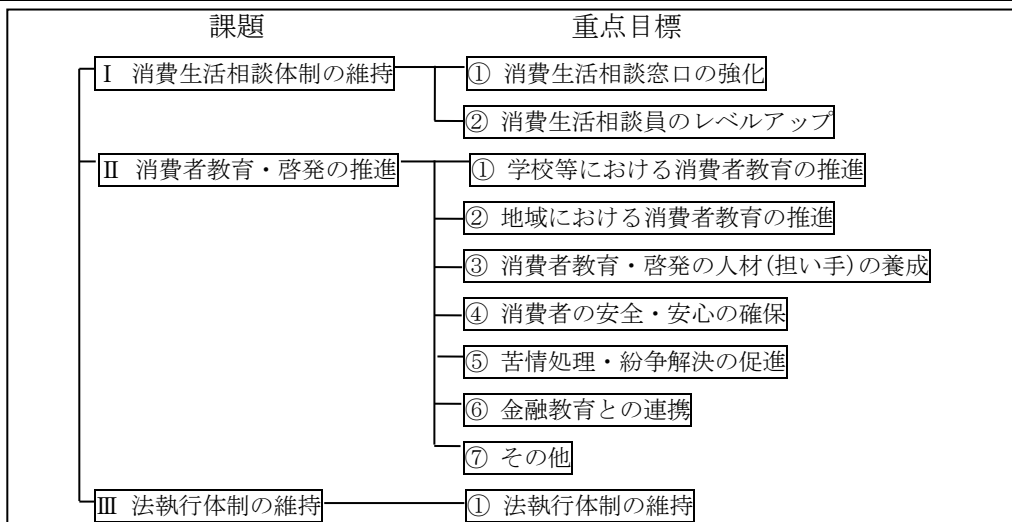 課題 重点目標
Ⅰ 消費生活相談体制の維持 ① 消費生活相談窓口の強化
② 消費生活相談員のレベルアップ
Ⅱ 消費者教育・啓発の推進 ① 学校等における消費者教育の推進
② 地域における消費者教育の推進
③ 消費者教育・啓発の人材(担い手)の養成
④ 消費者の安全・安心の確保
⑤ 苦情処理・紛争解決の促進
⑥ 金融教育との連携
⑦ その他
Ⅲ 法執行体制の維持 ① 法執行体制の維持